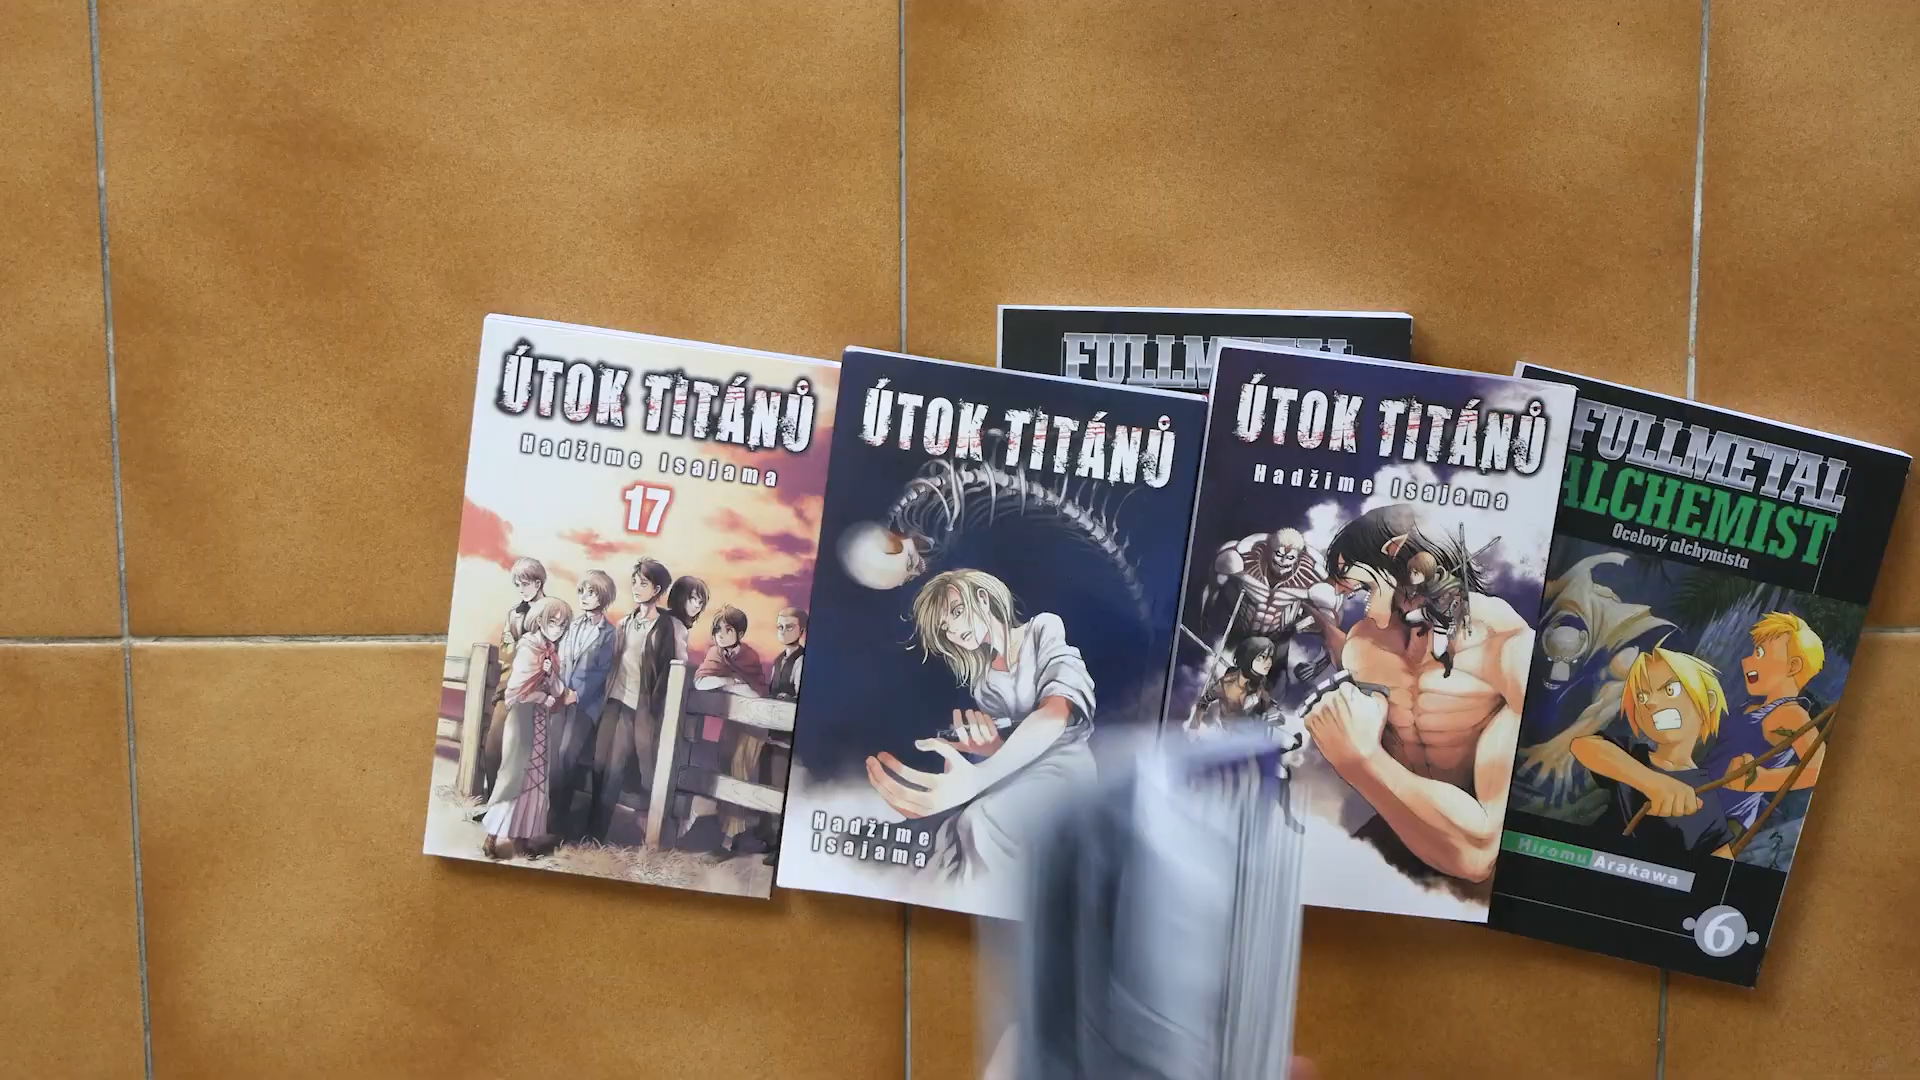 ÚTOK TITÁNŮ
Hadžime Isajama
17
ÚTOK TITÁNŮ
Hadžime
Isajama
FULLMETAL
ÚTOK TITÁNŮ
Hadžime Isajama
FULLMETAL
ALCHEMIST
Ocelový alchymista
Hiromu Arakawa
6